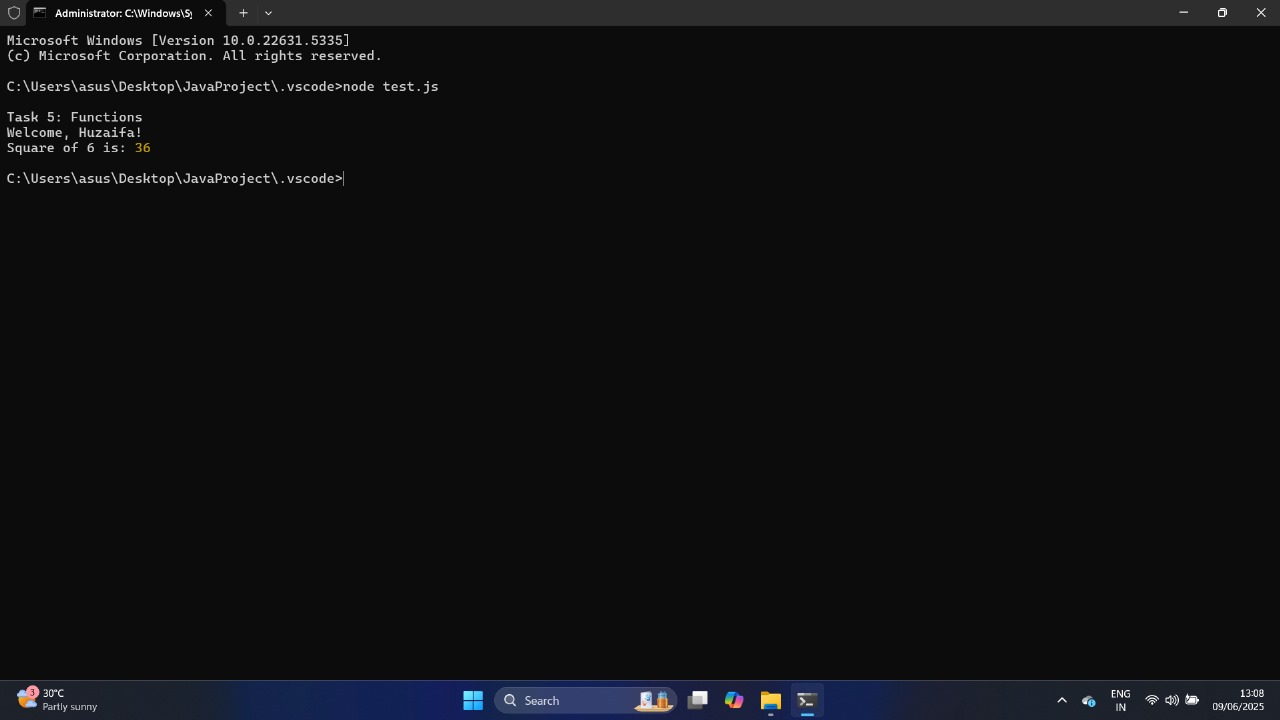 Administrator: C:\Windows\Sy
Microsoft Windows [Version 10.0.22631.5335]
(c) Microsoft Corporation. All rights reserved.
C:\Users\asus\Desktop\JavaProject\.vscode>node test.js
Task 5: Functions
Welcome, Huzaifa!
Square of 6 is: 36
C:\Users\asus\Desktop\JavaProject\.vscode>
3
30°C
Partly sunny
Search
ENG
IN
13:08
09/06/2025